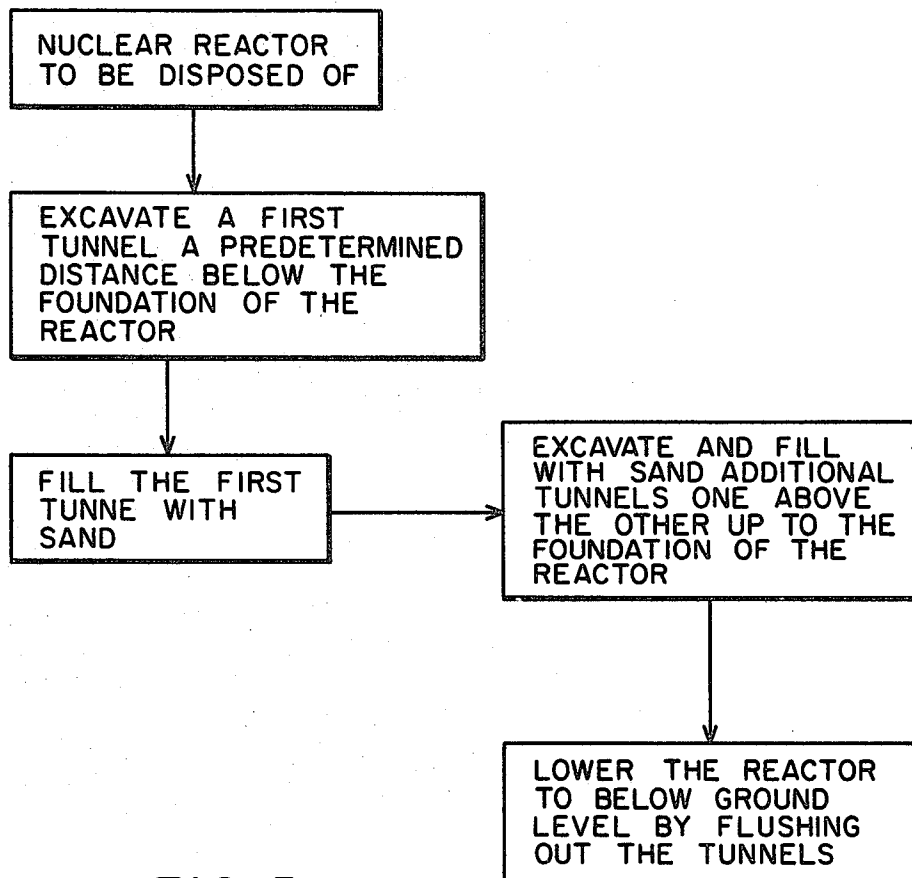 NUCLEAR REACTOR
TO BE DISPOSED OF
EXCAVATE A FIRST
TUNNEL A PREDETERMINED
DISTANCE BELOW THE
FOUNDATION OF THE
REACTOR
FILL THE FIRST
TUNNE WITH
SAND
EXCAVATE AND FILL
WITH SAND ADDITIONAL
TUNNELS ONE ABOVE
THE OTHER UP TO THE
FOUNDATION OF THE
REACTOR
LOWER THE REACTOR
TO BELOW GROUND
LEVEL BY FLUSHING
OUT THE TUNNELS